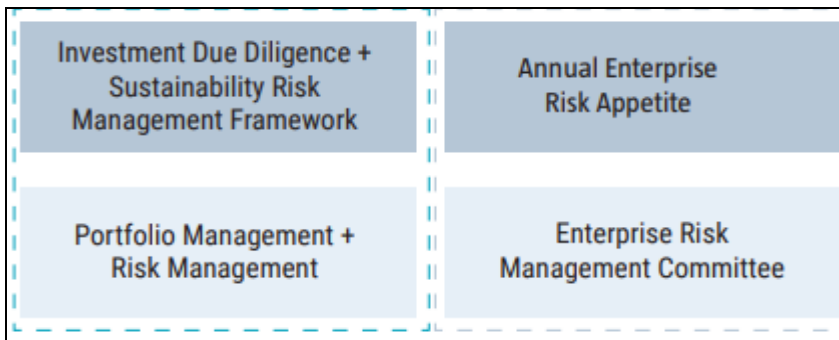 Investment Due Diligence +
Sustainability Risk
Management Framework
Annual Enterprise
Risk Appetite
Portfolio Management +
Risk Management
Enterprise Risk
Management Committee